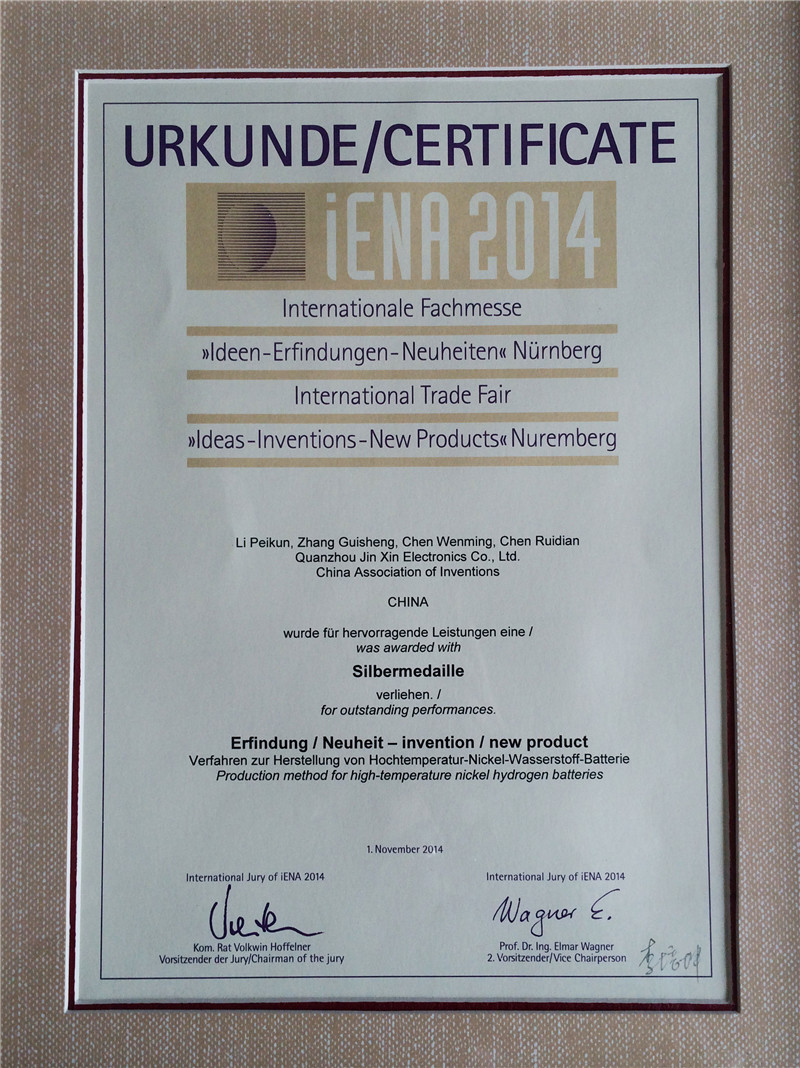 URKUNDE/CERTIFICATE
iENA 2014
Internationale Fachmesse
»Ideen-Erfindungen-Neuheiten« Nürnberg
International Trade Fair
»Ideas-Inventions-New Products« Nuremberg
Li Peikun, Zhang Guisheng, Chen Wenming, Chen Ruidian
Quanzhou Jin Xin Electronics Co., Ltd.
China Association of Inventions
CHINA
wurde für hervorragende Leistungen eine /
was awarded with
Silbermedaille
verliehen. /
for outstanding performances.
Erfindung / Neuheit – invention / new product
Verfahren zur Herstellung von Hochtemperatur-Nickel-Wasserstoff-Batterie
Production method for high-temperature nickel hydrogen batteries
1. November 2014
International Jury of iENA 2014
Kom. Rat Volkwin Hoffelner
Vorsitzender der Jury/Chairman of the jury
International Jury of iENA 2014
Wagner E.
Prof. Dr. Ing. Elmar Wagner
2. Vorsitzender/Vice Chairperson